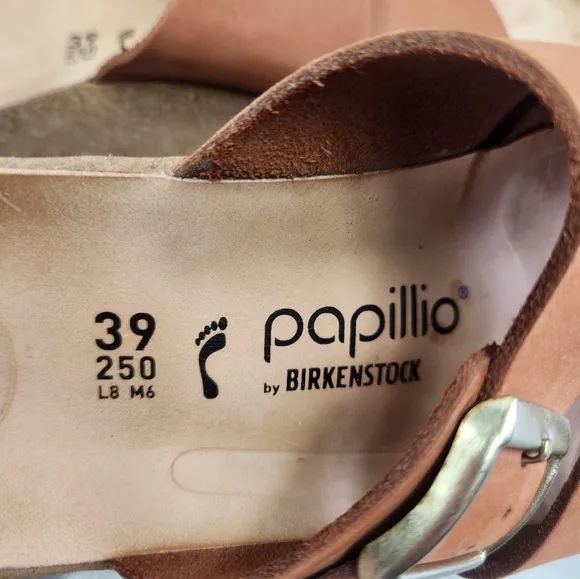 39
250
L8 M6
papillio®
by BIRKENSTOCK